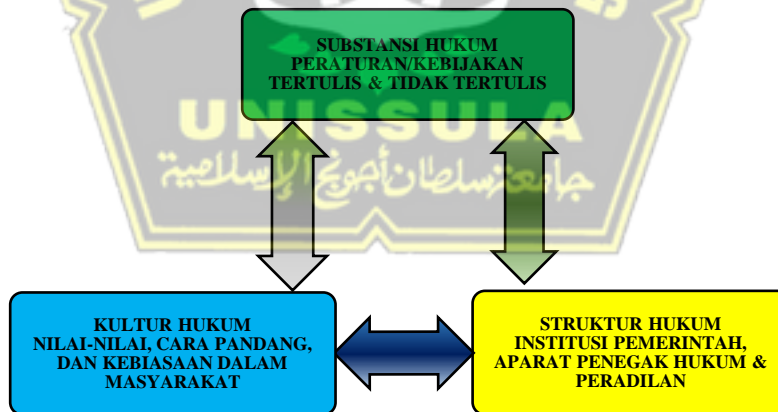 SUBSTANSI HUKUM
PERATURAN/KEBIJAKAN
TERTULIS & TIDAK TERTULIS
UNISSULA
جامعة سلطان أجونج الإسلامية
KULTUR HUKUM
NILAI-NILAI, CARA PANDANG,
DAN KEBIASAAN DALAM
MASYARAKAT
STRUKTUR HUKUM
INSTITUSI PEMERINTAH,
APARAT PENEGAK HUKUM &
PERADILAN